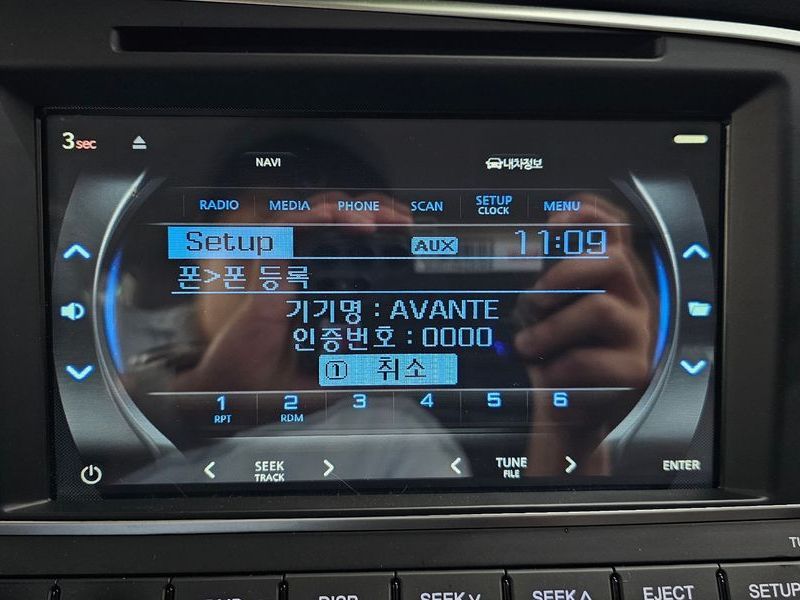 3sec
NAVI 내차정보
RADIO MEDIA PHONE SCAN SETUP CLOCK MENU
Setup AUX 11:09
폰>폰 등록
기기명 : AVANTE
인증번호 : 0000
① 취소
1 RPT 2 RDM 3 4 5 6
SEEK TRACK TUNE FILE ENTER
DISP SEEK∨ SEEK∧ EJECT SETUP